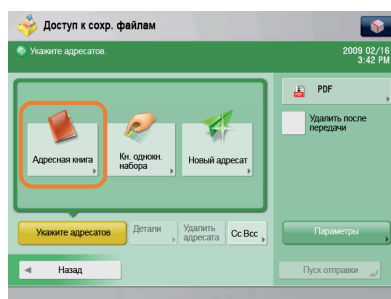 Доступ к сохр. файлам
Укажите адресатов.
2009 02/16
3:42 PM
PDF
Удалить после
передачи
Адресная книга
Кн. однокн.
набора
Новый адресат
Укажите адресатов
Детали
Удалить
адресата
Cc Bcc
Параметры
Назад
Пуск отправки